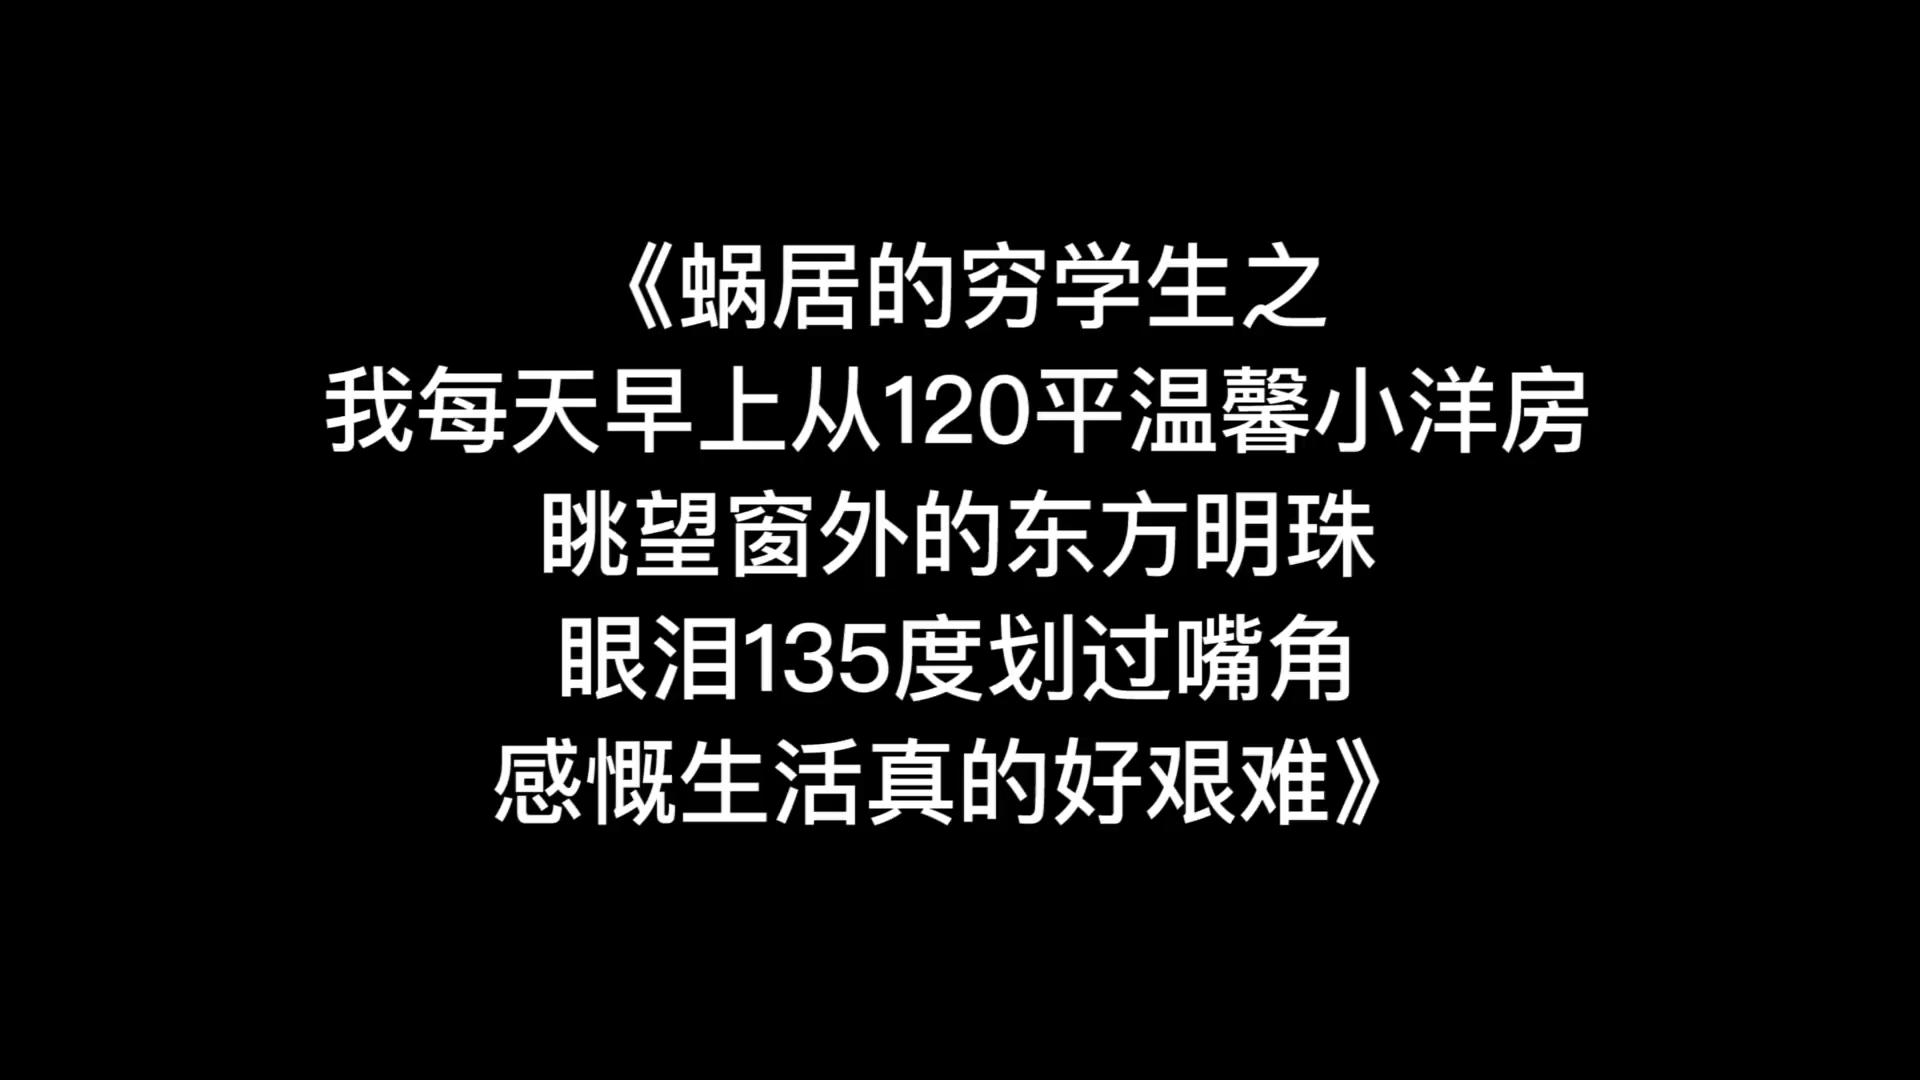 《蜗居的穷学生之
我每天早上从120平温馨小洋房
眺望窗外的东方明珠
眼泪135度划过嘴角
感慨生活真的好艰难》